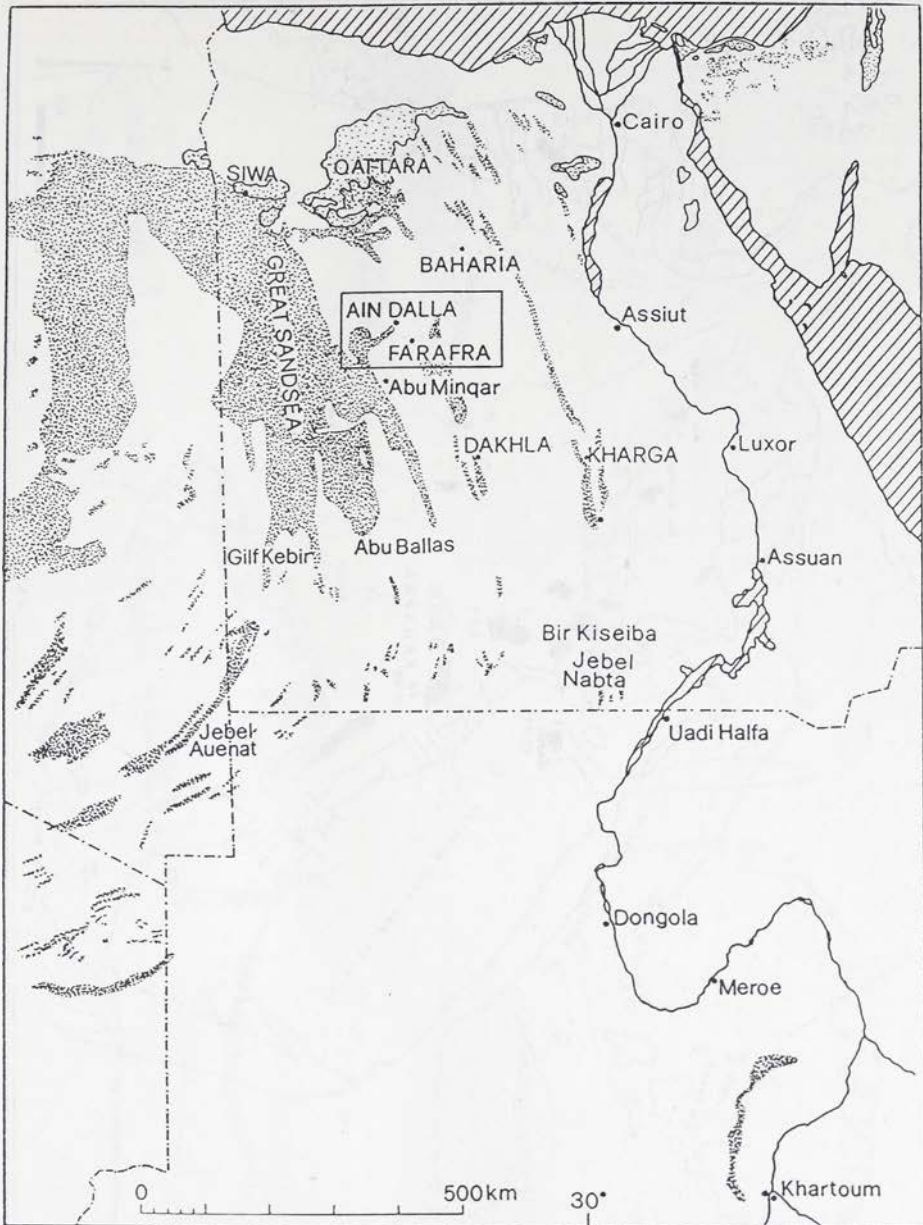 Cairo
SIWA
QATTARA
BAHARIA
GREAT SANDSEA
AIN DALLA
FARAFRA
Assiut
Abu Minqar
DAKHLA
KHARGA
Luxor
Gilf Kebir
Abu Ballas
Assuan
Bir Kiseiba
Jebel
Nabta
Jebel
Auenat
Uadi Halfa
Dongola
Meroe
Khartoum
0 500 km 30°